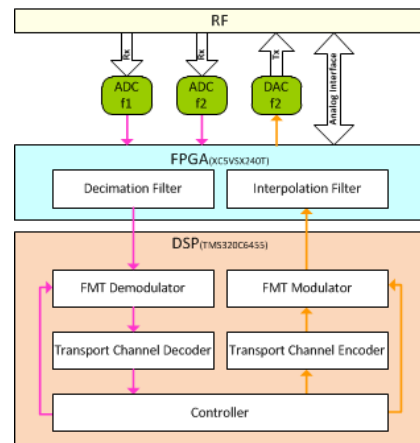 RF
Rx
Rx
Tx
Analog Interface
ADC
f1
ADC
f2
DAC
f2
FPGA(XC5VSX240T)
Decimation Filter
Interpolation Filter
DSP(TMS320C6455)
FMT Demodulator
FMT Modulator
Transport Channel Decoder
Transport Channel Encoder
Controller